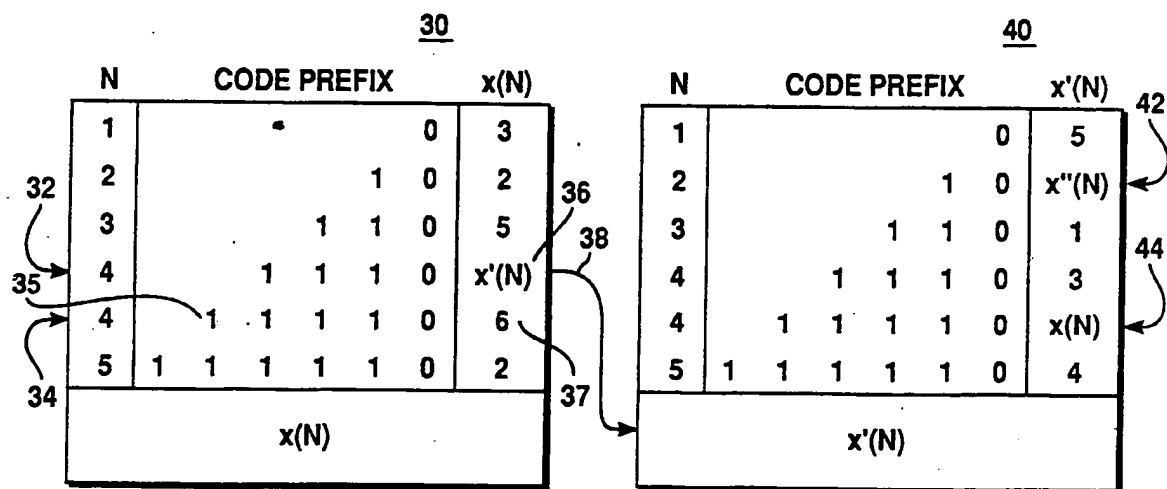 30
N CODE PREFIX x(N)
1 0 3
2 1 0 2
3 1 1 0 5
4 1 1 1 0 x'(N)
4 1 1 1 1 0 6
5 1 1 1 1 1 0 2
x(N)
32
35
34
36
38
37
40
N CODE PREFIX x'(N)
1 0 5
2 1 0 x"(N)
3 1 1 0 1
4 1 1 1 0 3
4 1 1 1 1 0 x(N)
5 1 1 1 1 1 0 4
x'(N)
42
44